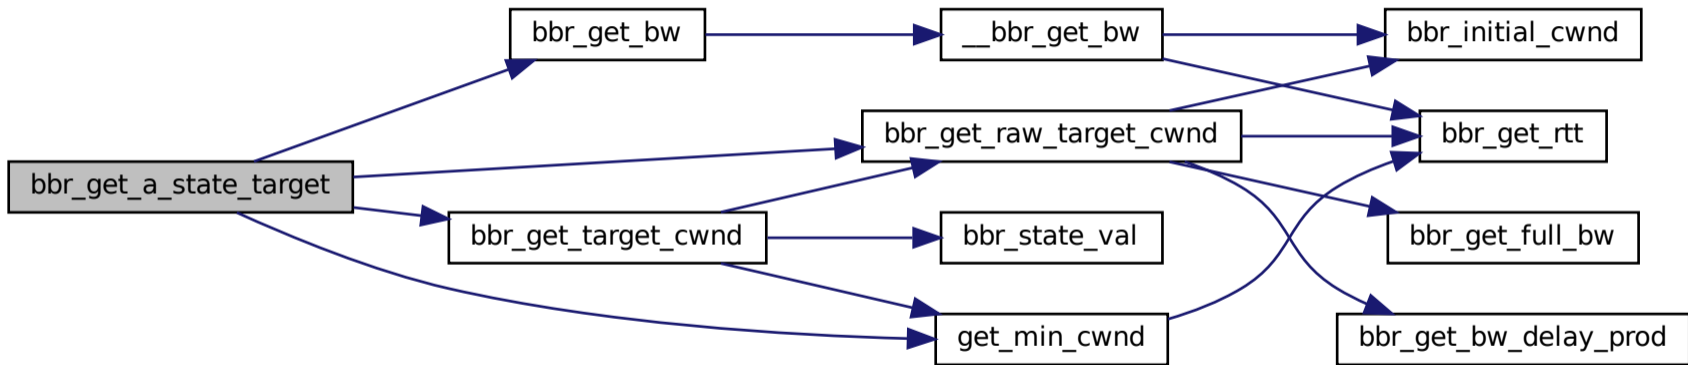 bbr_get_bw
__bbr_get_bw
bbr_initial_cwnd
bbr_get_raw_target_cwnd
bbr_get_rtt
bbr_get_a_state_target
bbr_get_target_cwnd
bbr_state_val
bbr_get_full_bw
get_min_cwnd
bbr_get_bw_delay_prod